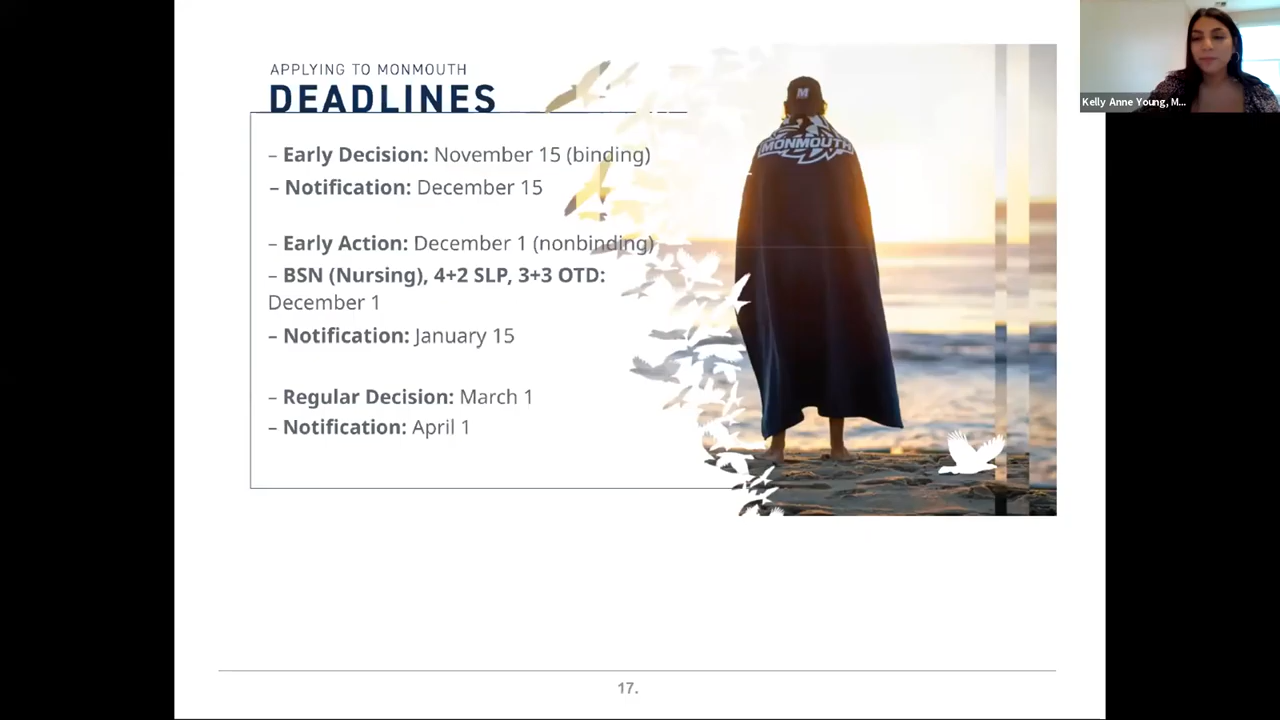 APPLYING TO MONMOUTH
DEADLINES
– Early Decision: November 15 (binding)
– Notification: December 15
– Early Action: December 1 (nonbinding)
– BSN (Nursing), 4+2 SLP, 3+3 OTD:
December 1
– Notification: January 15
– Regular Decision: March 1
– Notification: April 1
M
MONMOUTH
17.
Kelly Anne Young, M...